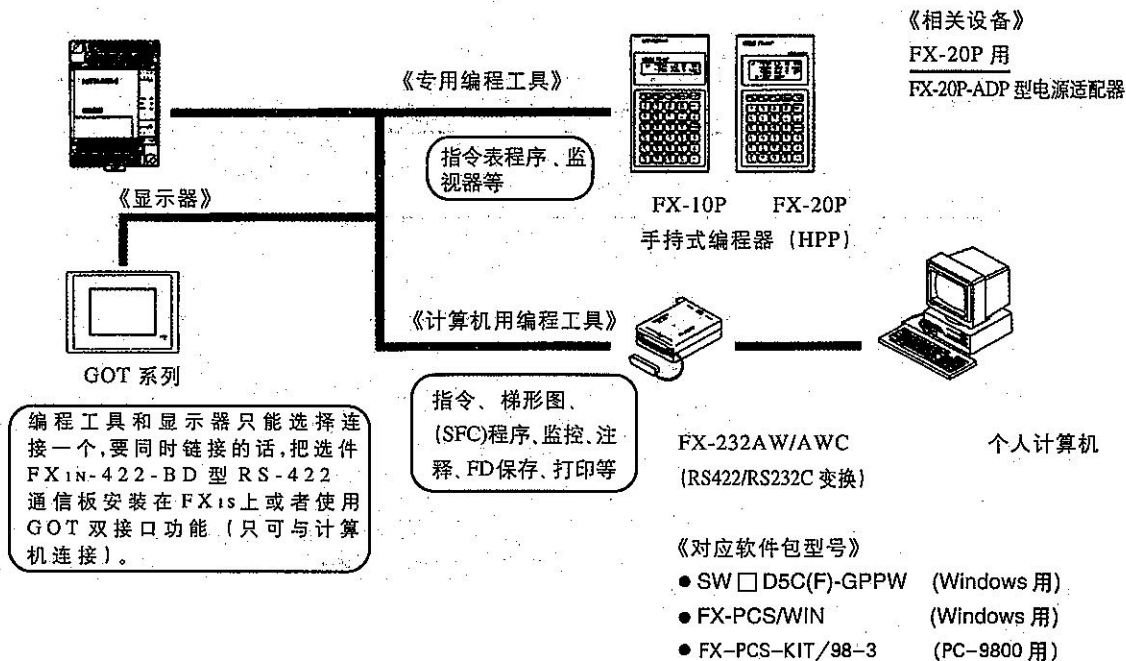 《相关设备》
FX-20P 用
FX-20P-ADP 型电源适配器
《专用编程工具》
指令表程序、监
视器等
FX-10P FX-20P
手持式编程器（HPP）
《显示器》
GOT 系列
《计算机用编程工具》
指令、梯形图、
(SFC)程序、监控、注
释、FD保存、打印等
编程工具和显示器只能选择连
接一个,要同时链接的话,把选件
FX1N-422-BD 型 RS-422
通信板安装在FX1S上或者使用
GOT 双接口功能（只可与计算
机连接）。
FX-232AW/AWC
(RS422/RS232C 变换)
个人计算机
《对应软件包型号》
● SW □ D5C(F)-GPPW (Windows 用)
● FX-PCS/WIN (Windows 用)
● FX-PCS-KIT/98-3 (PC-9800 用)